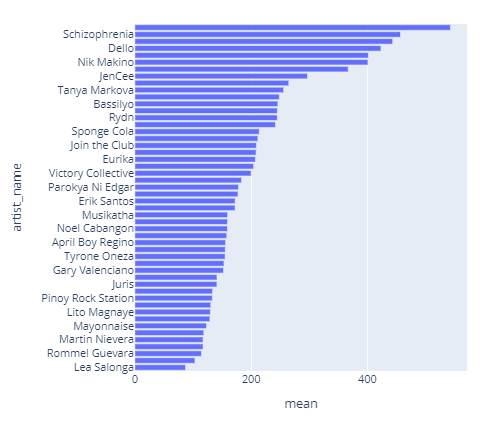 Schizophrenia
Dello
Nik Makino
JenCee
Tanya Markova
Bassilyo
Rydn
Sponge Cola
Join the Club
Eurika
Victory Collective
Parokya Ni Edgar
Erik Santos
Musikatha
Noel Cabangon
April Boy Regino
Tyrone Oneza
Gary Valenciano
Juris
Pinoy Rock Station
Lito Magnaye
Mayonnaise
Martin Nievera
Rommel Guevara
Lea Salonga
artist_name
0 200 400
mean